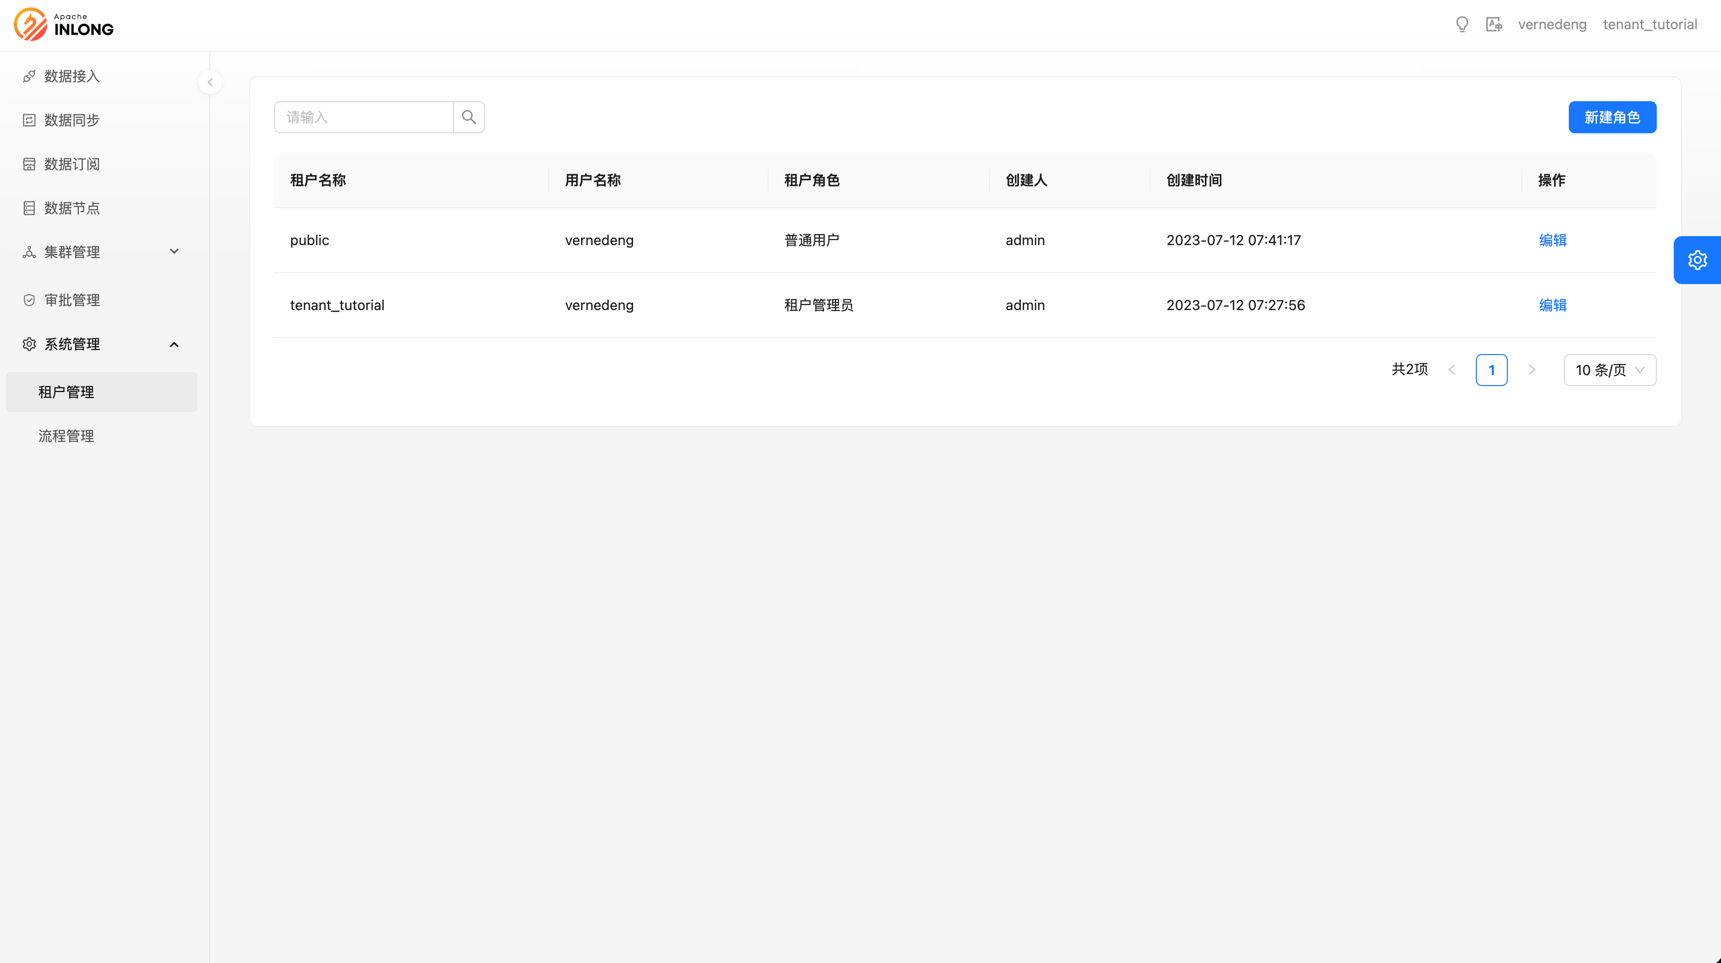 Apache
INLONG
vernedeng
tenant_tutorial
数据接入
数据同步
数据订阅
数据节点
集群管理
审批管理
系统管理
租户管理
流程管理
请输入
新建角色
租户名称 用户名称 租户角色 创建人 创建时间 操作
public vernedeng 普通用户 admin 2023-07-12 07:41:17 编辑
tenant_tutorial vernedeng 租户管理员 admin 2023-07-12 07:27:56 编辑
共2项 1 10 条/页